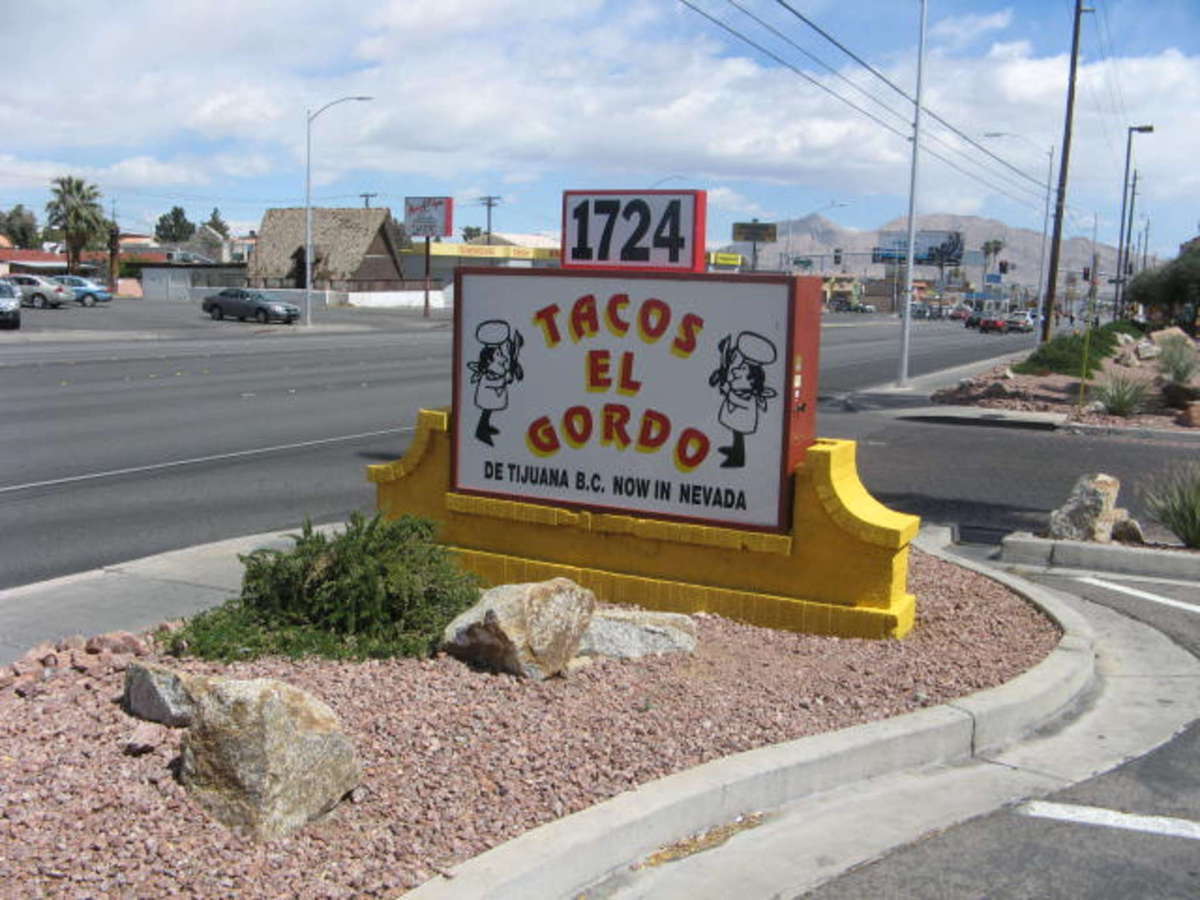 1724
TACOS
EL
GORDO
DE TIJUANA B.C. NOW IN NEVADA